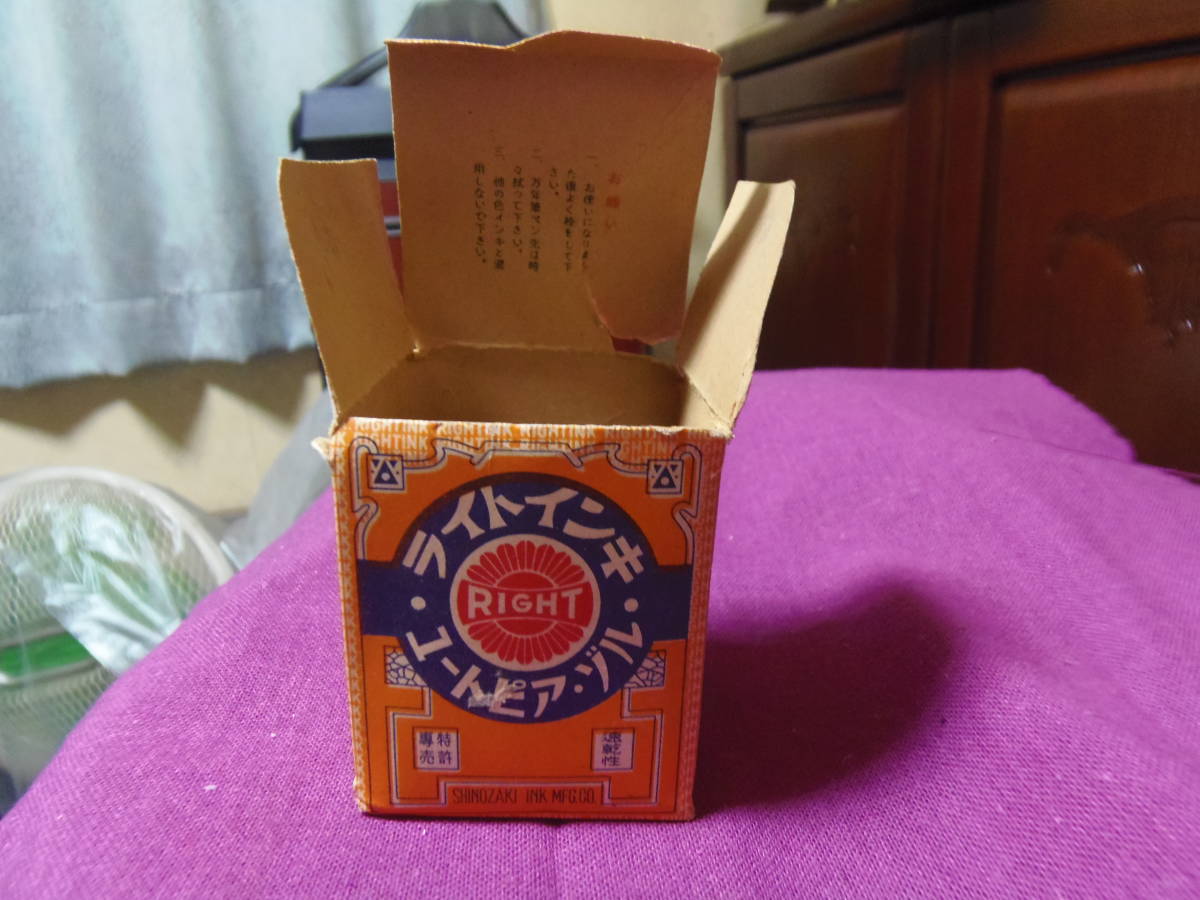 お願い
一、お使いになりま
た後よく栓をして下
さい。
二、万年筆ペン先は時
々拭って下さい。
三、他の色インキと混
用しないで下さい。
RIGHT INK
ライトインキ
RIGHT
ユートピア・ゾル
特許
専売
速乾性
SHINOZAKI INK MFG.CO.